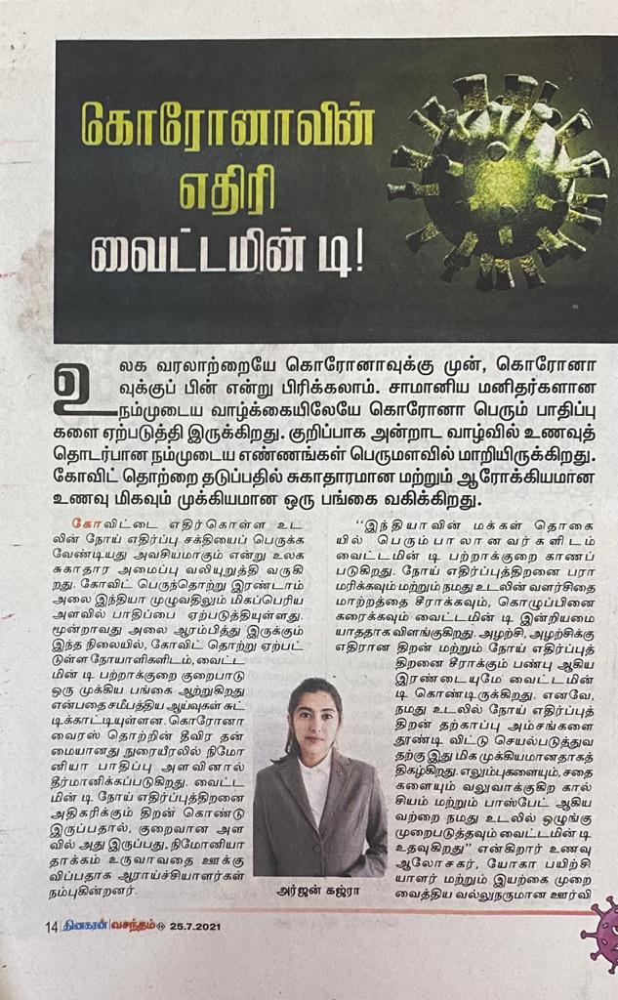 கோரோனாவின்
எதிரி
வைட்டமின் டி!
உலக வரலாற்றையே கொரோனாவுக்கு முன், கொரோனா
வுக்குப் பின் என்று பிரிக்கலாம். சாமானிய மனிதர்களான
நம்முடைய வாழ்க்கையிலேயே கொரோனா பெரும் பாதிப்பு
களை ஏற்படுத்தி இருக்கிறது. குறிப்பாக அன்றாட வாழ்வில் உணவுத்
தொடர்பான நம்முடைய எண்ணங்கள் பெருமளவில் மாறியிருக்கிறது.
கோவிட் தொற்றை தடுப்பதில் சுகாதாரமான மற்றும் ஆரோக்கியமான
உணவு மிகவும் முக்கியமான ஒரு பங்கை வகிக்கிறது.
கோவிட்டை எதிர்கொள்ள உட
லின் நோய் எதிர்ப்பு சக்தியைப் பெருக்க
வேண்டியது அவசியமாகும் என்று உலக
சுகாதார அமைப்பு வலியுறுத்தி வருகி
றது. கோவிட் பெருந்தொற்று இரண்டாம்
அலை இந்தியா முழுவதிலும் மிகப்பெரிய
அளவில் பாதிப்பை ஏற்படுத்தியுள்ளது.
மூன்றாவது அலை ஆரம்பித்து இருக்கும்
இந்த நிலையில், கோவிட் தொற்று ஏற்பட்
டுள்ள நோயாளிகளிடம், வைட்ட
மின் டி பற்றாக்குறை குறைபாடு
ஒரு முக்கிய பங்கை ஆற்றுகிறது
என்பதை சமீபத்திய ஆய்வுகள் சுட்
டிக்காட்டியுள்ளன. கொரோனா
வைரஸ் தொற்றின் தீவிர தன்
மையானது நுரையீரலில் நிமோ
னியா பாதிப்பு அளவினால்
தீர்மானிக்கப்படுகிறது. வைட்ட
மின் டி நோய் எதிர்ப்புத்திறனை
அதிகரிக்கும் திறன் கொண்டு
இருப்பதால், குறைவான அள
வில் அது இருப்பது, நிமோனியா
தாக்கம் உருவாவதை ஊக்கு
விப்பதாக ஆராய்ச்சியாளர்கள்
நம்புகின்றனர்.
‘‘இந்தியாவின் மக்கள் தொகை
யில் பெரும்பாலானவர்களிடம்
வைட்டமின் டி பற்றாக்குறை காணப்
படுகிறது. நோய் எதிர்ப்புத்திறனை பரா
மரிக்கவும் மற்றும் நமது உடலின் வளர்சிதை
மாற்றத்தை சீராக்கவும், கொழுப்பினை
கரைக்கவும் வைட்டமின் டி இன்றியமை
யாததாக விளங்குகிறது. அழற்சி, அழற்சிக்கு
எதிரான திறன் மற்றும் நோய் எதிர்ப்புத்
திறனை சீராக்கும் பண்பு ஆகிய
இரண்டையுமே வைட்டமின்
டி கொண்டிருக்கிறது. எனவே,
நமது உடலில் நோய் எதிர்ப்புத்
திறன் தற்காப்பு அம்சங்களை
தூண்டி விட்டு செயல்படுத்துவ
தற்கு இது மிக முக்கியமானதாகத்
திகழ்கிறது. எலும்புகளையும், சதை
களையும் வலுவாக்குகிற கால்
சியம் மற்றும் பாஸ்பேட் ஆகிய
வற்றை நமது உடலில் ஒழுங்கு
முறைபடுத்தவும் வைட்டமின் டி
உதவுகிறது’’ என்கிறார் உணவு
ஆலோசகர், யோகா பயிற்சி
யாளர் மற்றும் இயற்கை முறை
வைத்திய வல்லுநருமான ஊர்வி
அர்ஜன் கஜ்ரா
14 தினகரன் வசந்தம் 25.7.2021